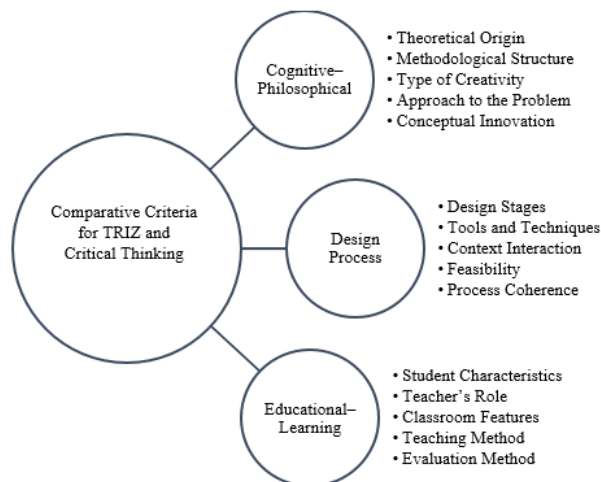 Cognitive–
Philosophical
• Theoretical Origin
• Methodological Structure
• Type of Creativity
• Approach to the Problem
• Conceptual Innovation
Comparative Criteria
for TRIZ and
Critical Thinking
Design
Process
• Design Stages
• Tools and Techniques
• Context Interaction
• Feasibility
• Process Coherence
Educational–
Learning
• Student Characteristics
• Teacher’s Role
• Classroom Features
• Teaching Method
• Evaluation Method